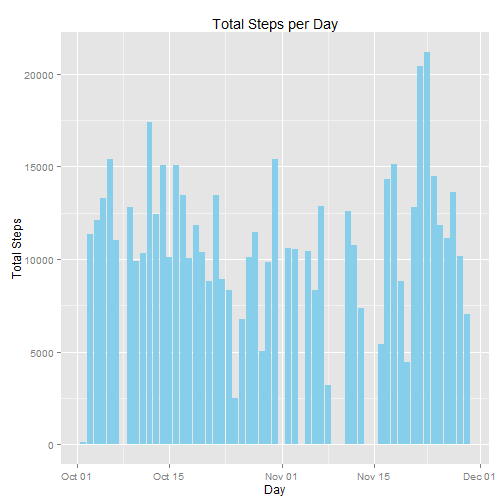 Total Steps per Day
Total Steps
20000
15000
10000
5000
0
Oct 01 Oct 15 Nov 01 Nov 15 Dec 01
Day